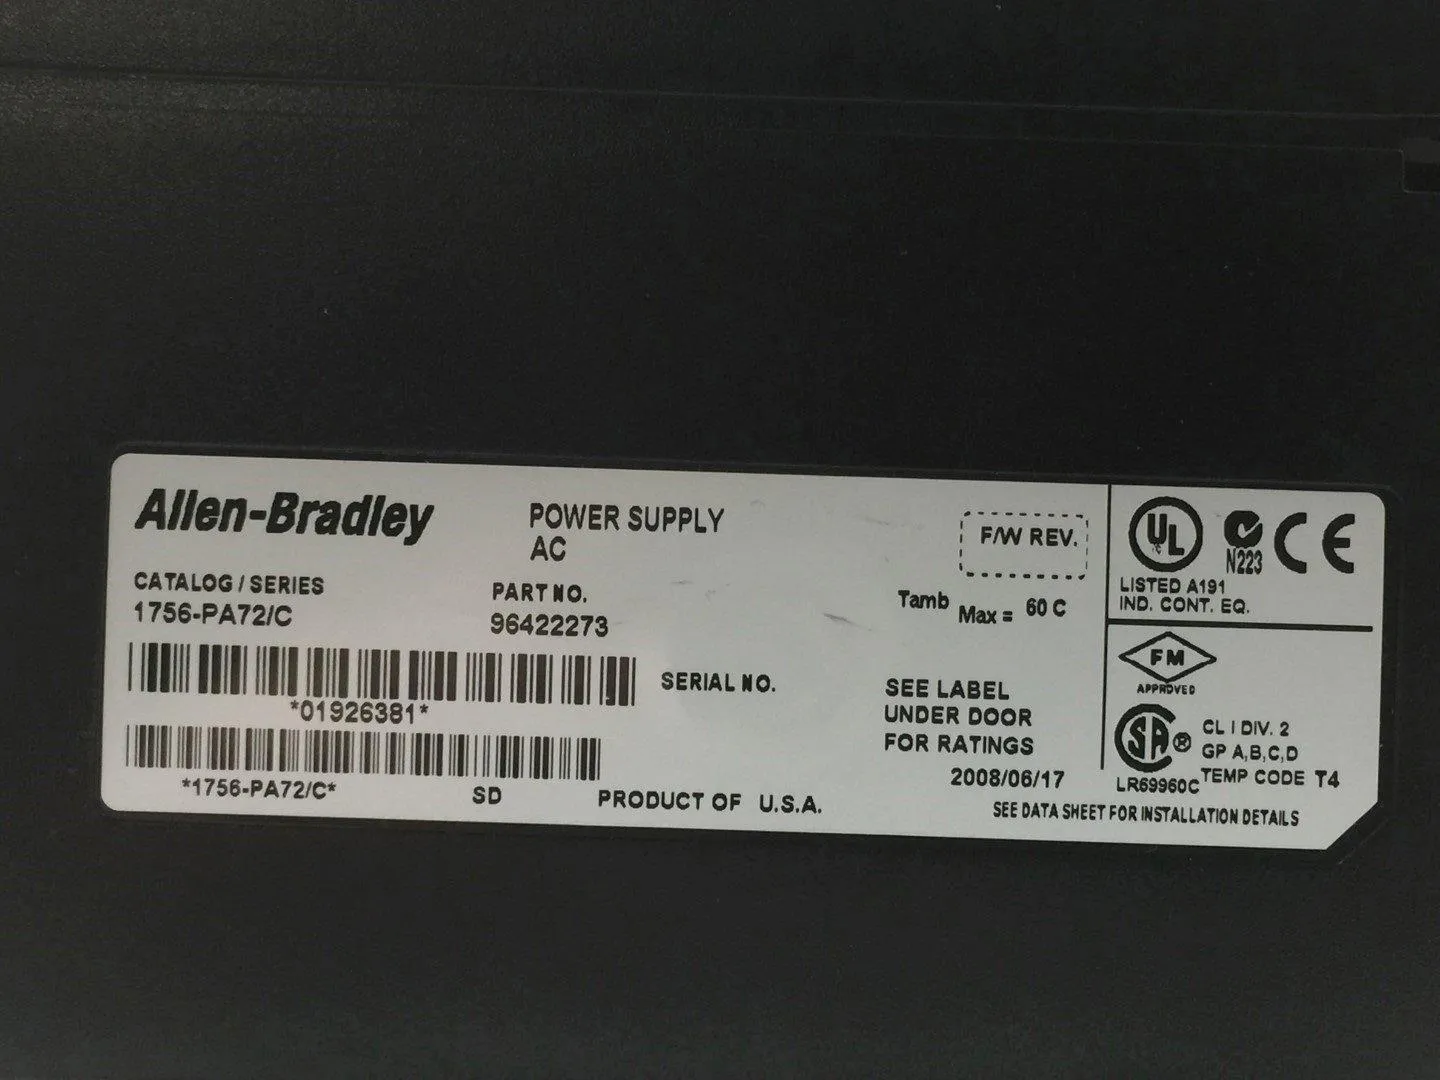 Allen-Bradley
POWER SUPPLY
AC
CATALOG / SERIES
1756-PA72/C
PART NO.
96422273
*01926381*
SERIAL NO.
*1756-PA72/C*
SD
PRODUCT OF U.S.A.
F/W REV.
Tamb Max = 60 C
SEE LABEL
UNDER DOOR
FOR RATINGS
2008/06/17
SEE DATA SHEET FOR INSTALLATION DETAILS
UL
C
N223
CE
LISTED A191
IND. CONT. EQ.
FM
APPROVED
SA®
LR69960C
CL I DIV. 2
GP A,B,C,D
TEMP CODE T4